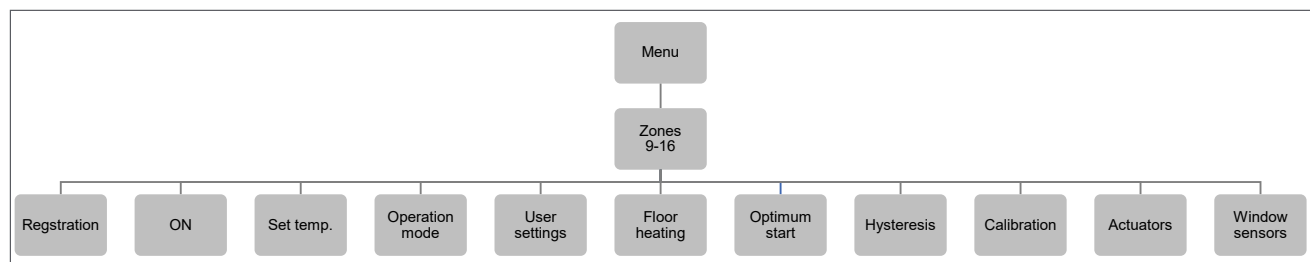 Menu
Zones
9-16
Regstration
ON
Set temp.
Operation
mode
User
settings
Floor
heating
Optimum
start
Hysteresis
Calibration
Actuators
Window
sensors